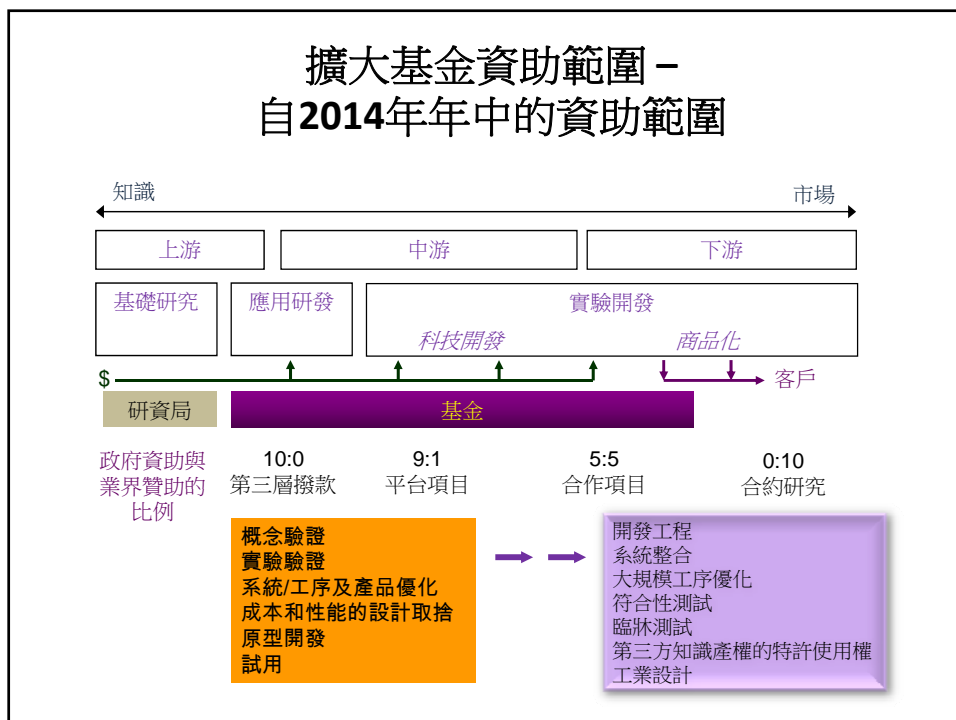 擴大基金資助範圍 –
自2014年年中的資助範圍
知識
市場
上游
中游
下游
基礎研究
應用研發
實驗開發
科技開發
商品化
$
客戶
研資局
基金
政府資助與
業界贊助的
比例
10:0
第三層撥款
9:1
平台項目
5:5
合作項目
0:10
合約研究
概念驗證
實驗驗證
系統/工序及產品優化
成本和性能的設計取捨
原型開發
試用
開發工程
系統整合
大規模工序優化
符合性測試
臨牀測試
第三方知識產權的特許使用權
工業設計